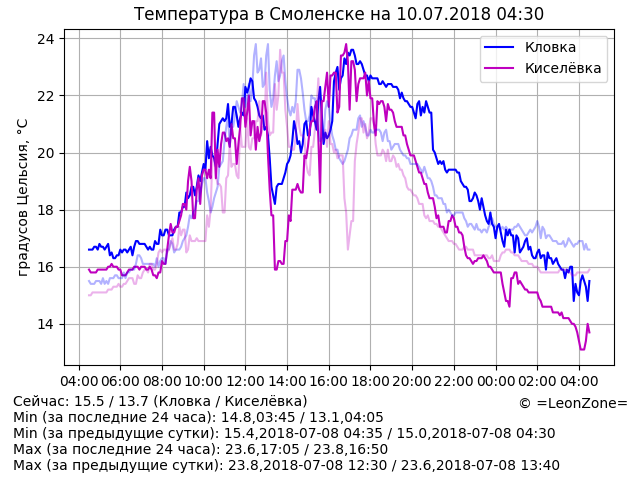 Температура в Смоленске на 10.07.2018 04:30
градусов Цельсия, °C
24
22
20
18
16
14
Кловка
Киселёвка
04:00 06:00 08:00 10:00 12:00 14:00 16:00 18:00 20:00 22:00 00:00 02:00 04:00
Сейчас: 15.5 / 13.7 (Кловка / Киселёвка)
© =LeonZone=
Min (за последние 24 часа): 14.8,03:45 / 13.1,04:05
Min (за предыдущие сутки): 15.4,2018-07-08 04:35 / 15.0,2018-07-08 04:30
Max (за последние 24 часа): 23.6,17:05 / 23.8,16:50
Max (за предыдущие сутки): 23.8,2018-07-08 12:30 / 23.6,2018-07-08 13:40